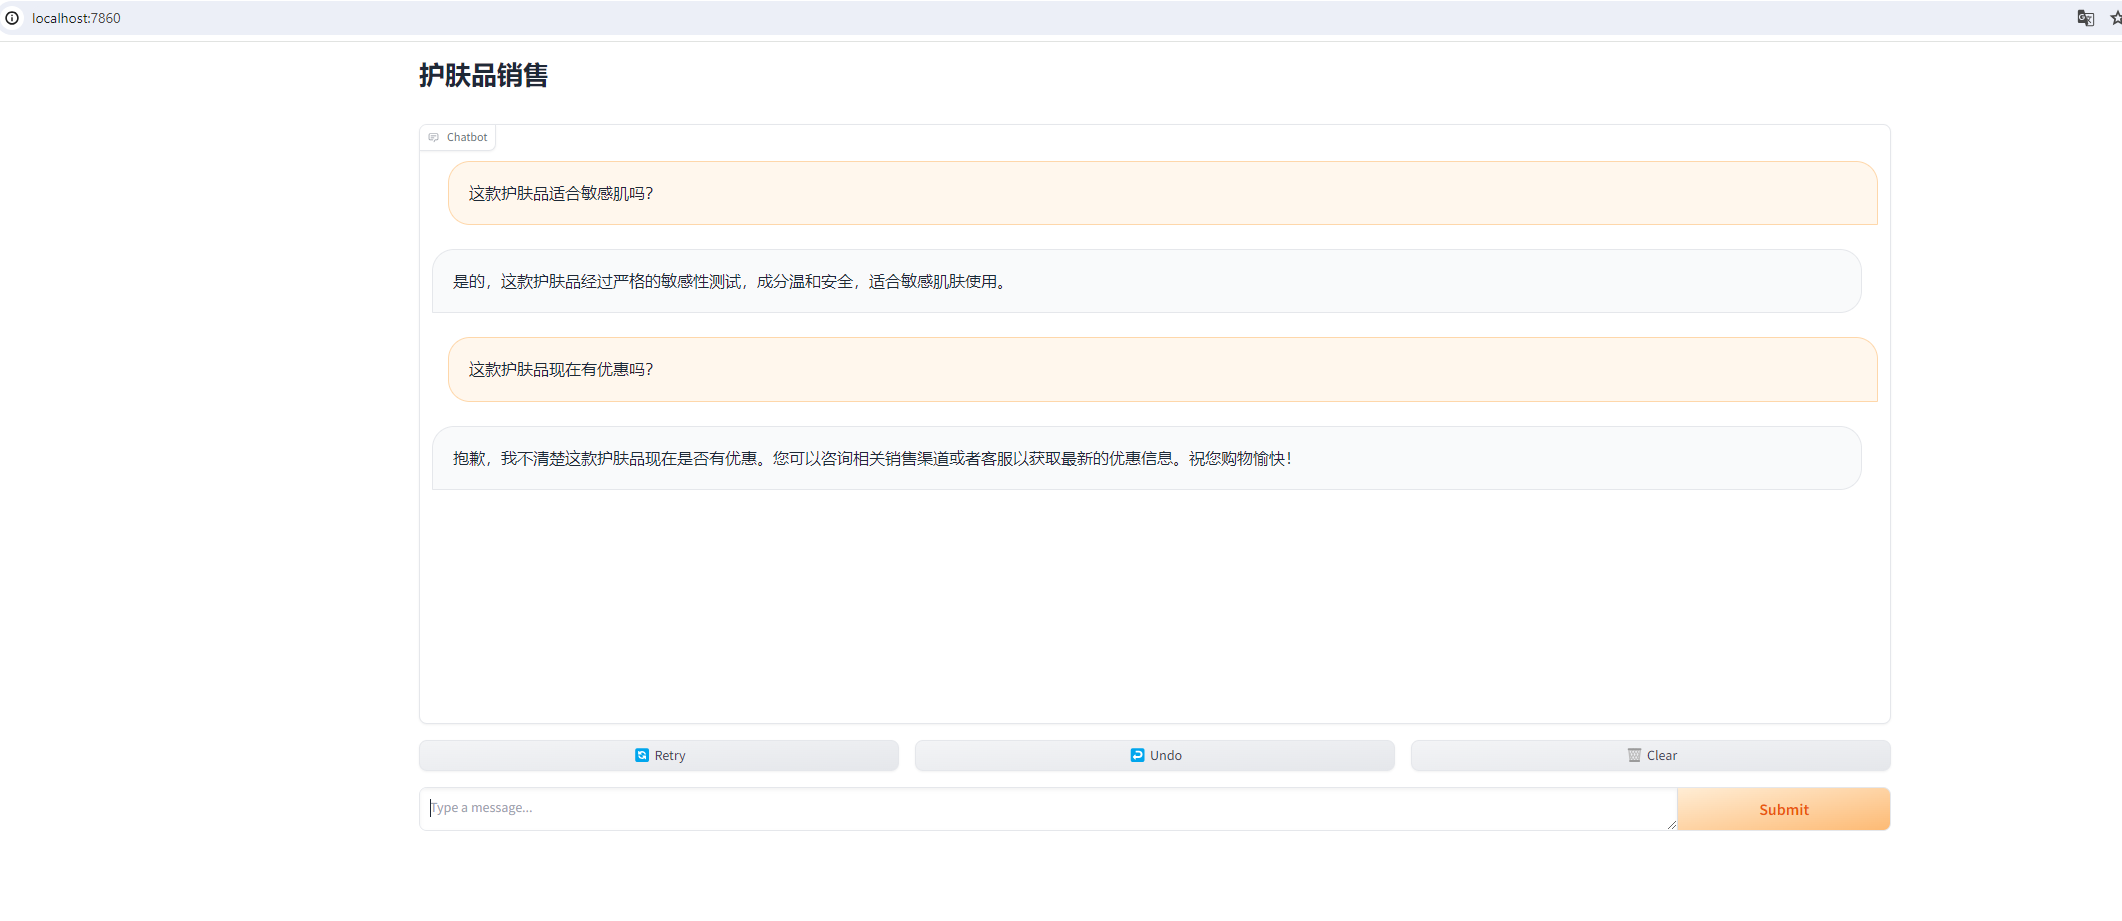 localhost:7860
护肤品销售
Chatbot
这款护肤品适合敏感肌吗？
是的，这款护肤品经过严格的敏感性测试，成分温和安全，适合敏感肌肤使用。
这款护肤品现在有优惠吗？
抱歉，我不清楚这款护肤品现在是否有优惠。您可以咨询相关销售渠道或者客服以获取最新的优惠信息。祝您购物愉快！
Retry
Undo
Clear
Type a message...
Submit